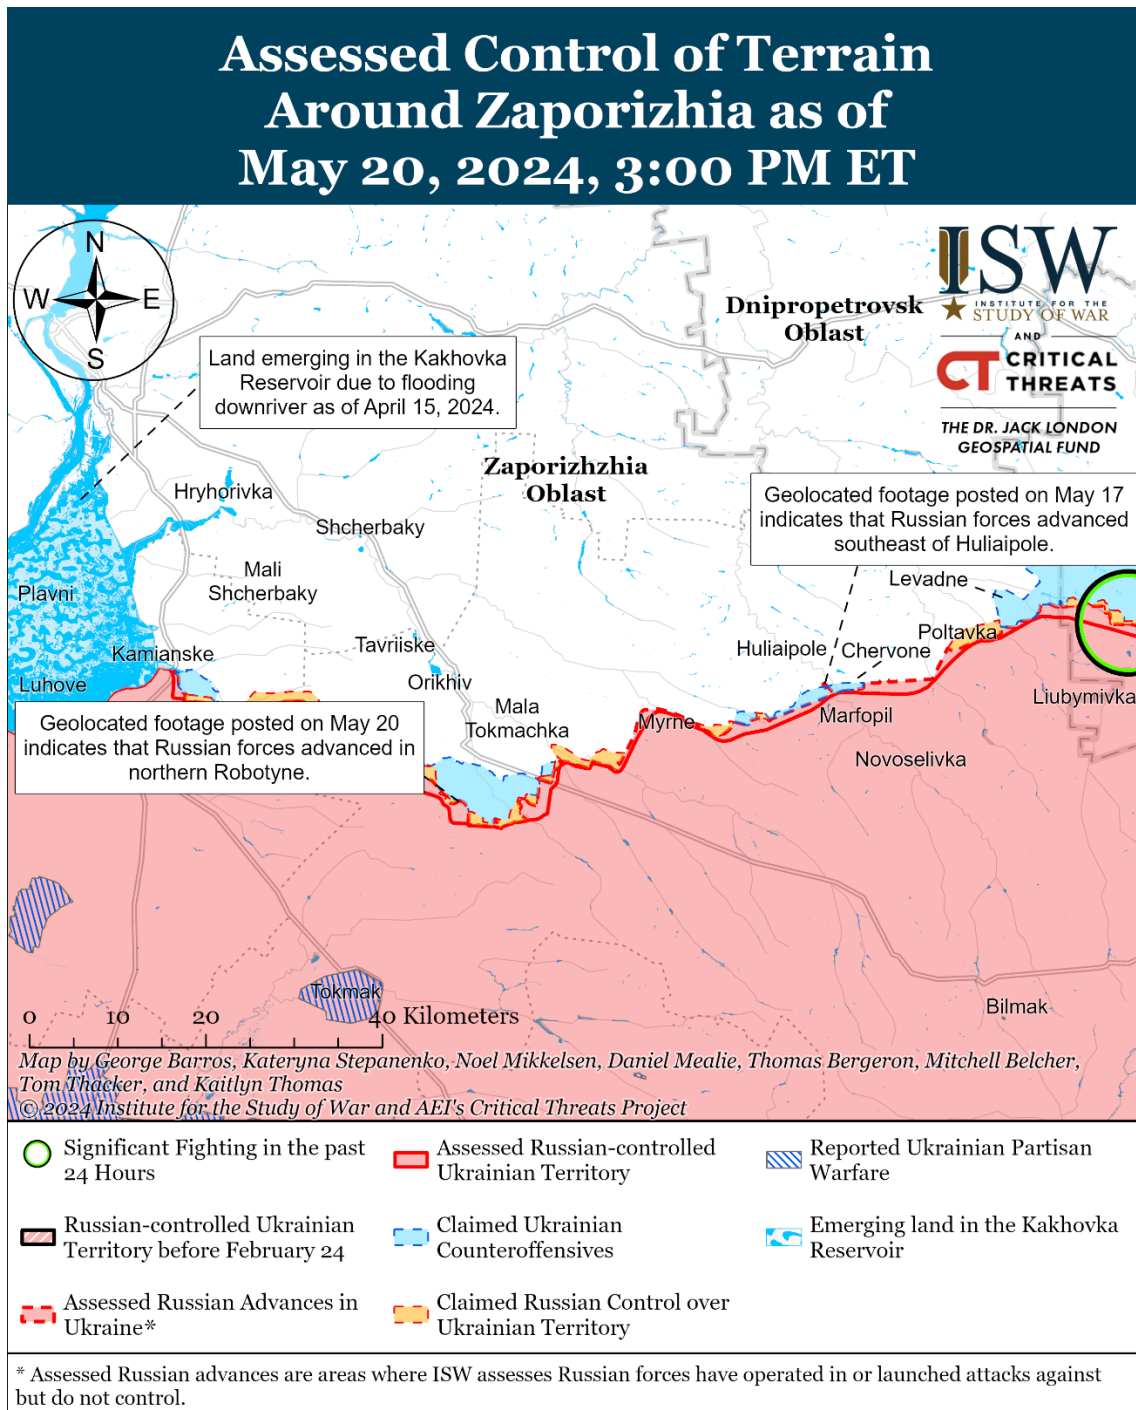 Assessed Control of Terrain
Around Zaporizhia as of
May 20, 2024, 3:00 PM ET
N
W
E
S
ISW
INSTITUTE FOR THE
STUDY OF WAR
AND
CT CRITICAL
THREATS
THE DR. JACK LONDON
GEOSPATIAL FUND
Dnipropetrovsk
Oblast
Land emerging in the Kakhovka
Reservoir due to flooding
downriver as of April 15, 2024.
Zaporizhzhia
Oblast
Geolocated footage posted on May 17
indicates that Russian forces advanced
southeast of Huliaipole.
Hryhorivka
Shcherbaky
Mali
Shcherbaky
Levadne
Plavni
Poltavka
Tavriiske
Huliaipole
Chervone
Kamianske
Orikhiv
Luhove
Liubymivka
Mala
Tokmachka
Myrne
Marfopil
Geolocated footage posted on May 20
indicates that Russian forces advanced in
northern Robotyne.
Novoselivka
Tokmak
Bilmak
0 10 20 40 Kilometers
Map by George Barros, Kateryna Stepanenko, Noel Mikkelsen, Daniel Mealie, Thomas Bergeron, Mitchell Belcher,
Tom Thacker, and Kaitlyn Thomas
© 2024 Institute for the Study of War and AEI's Critical Threats Project
Significant Fighting in the past
24 Hours
Assessed Russian-controlled
Ukrainian Territory
Reported Ukrainian Partisan
Warfare
Russian-controlled Ukrainian
Territory before February 24
Claimed Ukrainian
Counteroffensives
Emerging land in the Kakhovka
Reservoir
Assessed Russian Advances in
Ukraine*
Claimed Russian Control over
Ukrainian Territory
* Assessed Russian advances are areas where ISW assesses Russian forces have operated in or launched attacks against
but do not control.